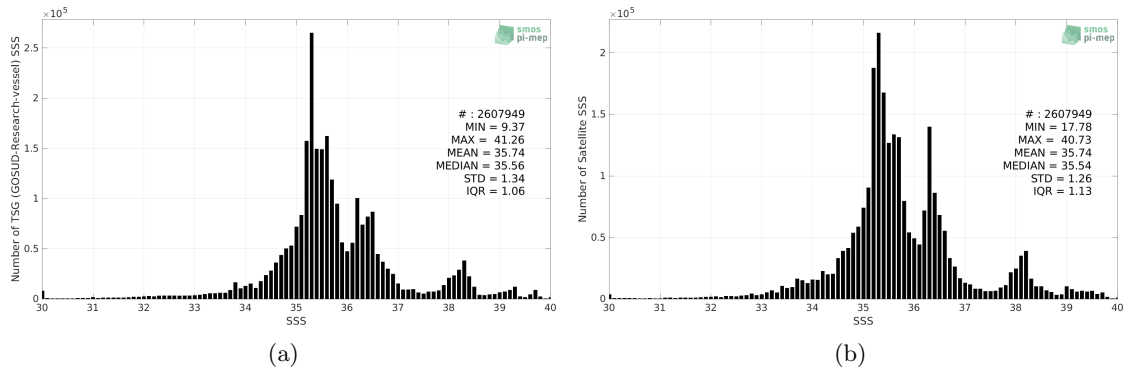 ×10^5
smos
pi-mep
Number of TSG (GOSUD-Research-vessel) SSS
2.5
2
1.5
1
0.5
0
# : 2607949
MIN = 9.37
MAX = 41.26
MEAN = 35.74
MEDIAN = 35.56
STD = 1.34
IQR = 1.06
30 31 32 33 34 35 36 37 38 39 40
SSS
(a)
×10^5
smos
pi-mep
Number of Satellite SSS
2
1.5
1
0.5
0
# : 2607949
MIN = 17.78
MAX = 40.73
MEAN = 35.74
MEDIAN = 35.54
STD = 1.26
IQR = 1.13
30 31 32 33 34 35 36 37 38 39 40
SSS
(b)